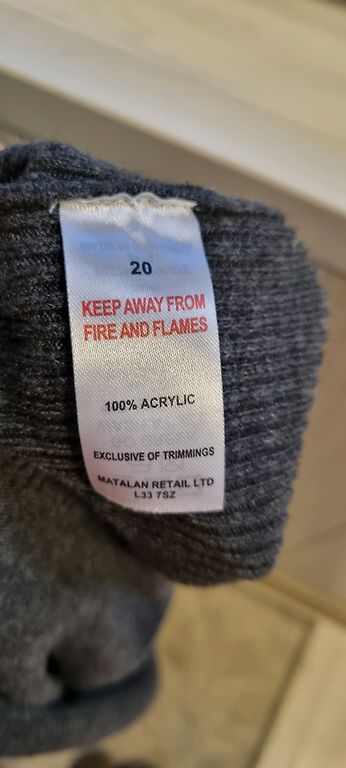 20
KEEP AWAY FROM
FIRE AND FLAMES
100% ACRYLIC
EXCLUSIVE OF TRIMMINGS
MATALAN RETAIL LTD
L33 7SZ